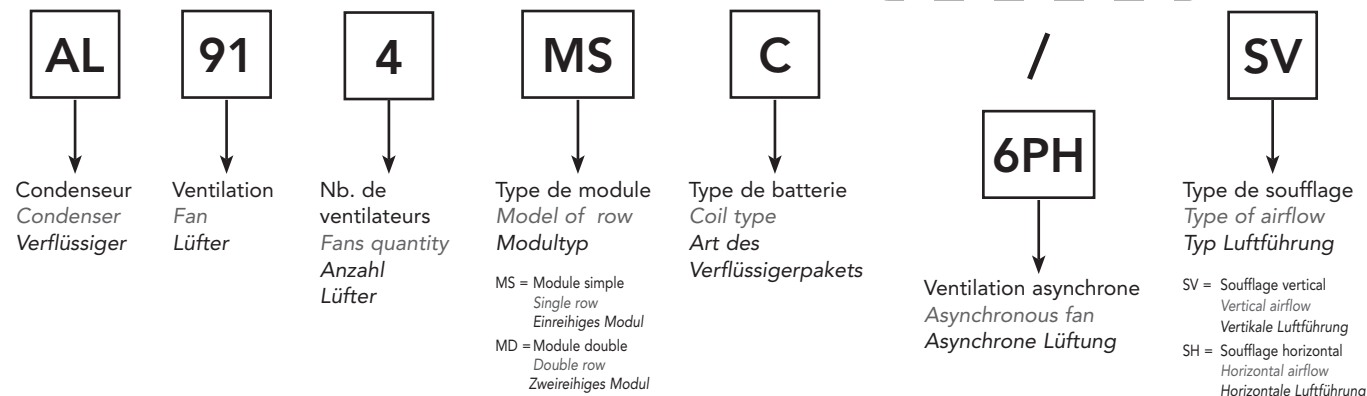 AL 91 4 MS C / SV
6PH
Condenseur
Condenser
Verflüssiger
Ventilation
Fan
Lüfter
Nb. de
ventilateurs
Fans quantity
Anzahl
Lüfter
Type de module
Model of row
Modultyp
MS = Module simple
Single row
Einreihiges Modul
MD = Module double
Double row
Zweireihiges Modul
Type de batterie
Coil type
Art des
Verflüssigerpakets
Ventilation asynchrone
Asynchronous fan
Asynchrone Lüftung
Type de soufflage
Type of airflow
Typ Luftführung
SV = Soufflage vertical
Vertical airflow
Vertikale Luftführung
SH = Soufflage horizontal
Horizontal airflow
Horizontale Luftführung